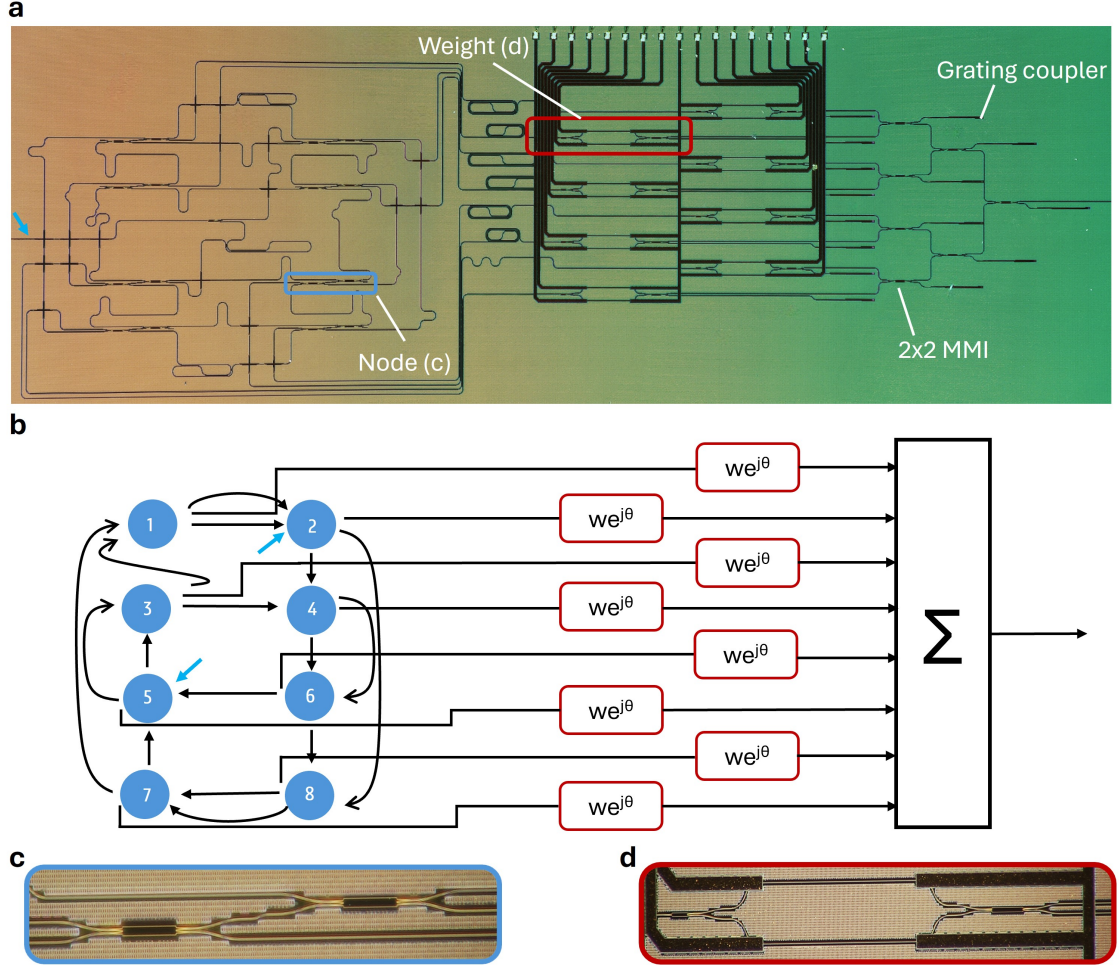 a
Weight (d)
Grating coupler
Node (c)
2x2 MMI
b
we^jθ
1
2
we^jθ
we^jθ
3
4
we^jθ
Σ
we^jθ
5
6
we^jθ
we^jθ
7
8
we^jθ
c
d